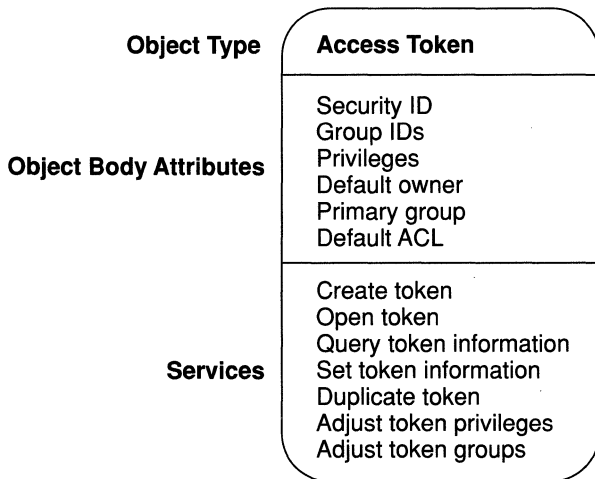 Object Type Access Token
Security ID
Group IDs
Object Body Attributes Privileges
Default owner
Primary group
Default ACL
Create token
Open token
Query token information
Services Set token information
Duplicate token
Adjust token privileges
Adjust token groups